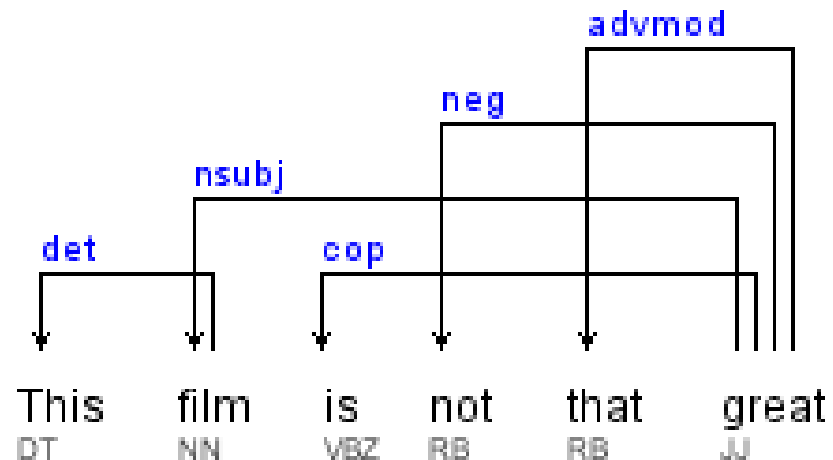 advmod
neg
nsubj
det cop
This film is not that great
DT NN VBZ RB RB JJ